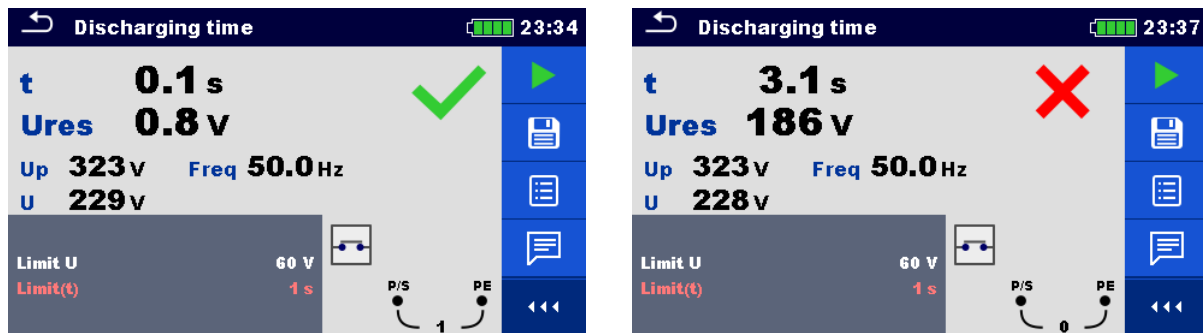 Discharging time 23:34
t 0.1 s
Ures 0.8 V
Up 323 V Freq 50.0 Hz
U 229 V
Limit U 60 V
Limit(t) 1 s
P/S PE
1
Discharging time 23:37
t 3.1 s
Ures 186 V
Up 323 V Freq 50.0 Hz
U 228 V
Limit U 60 V
Limit(t) 1 s
P/S PE
0